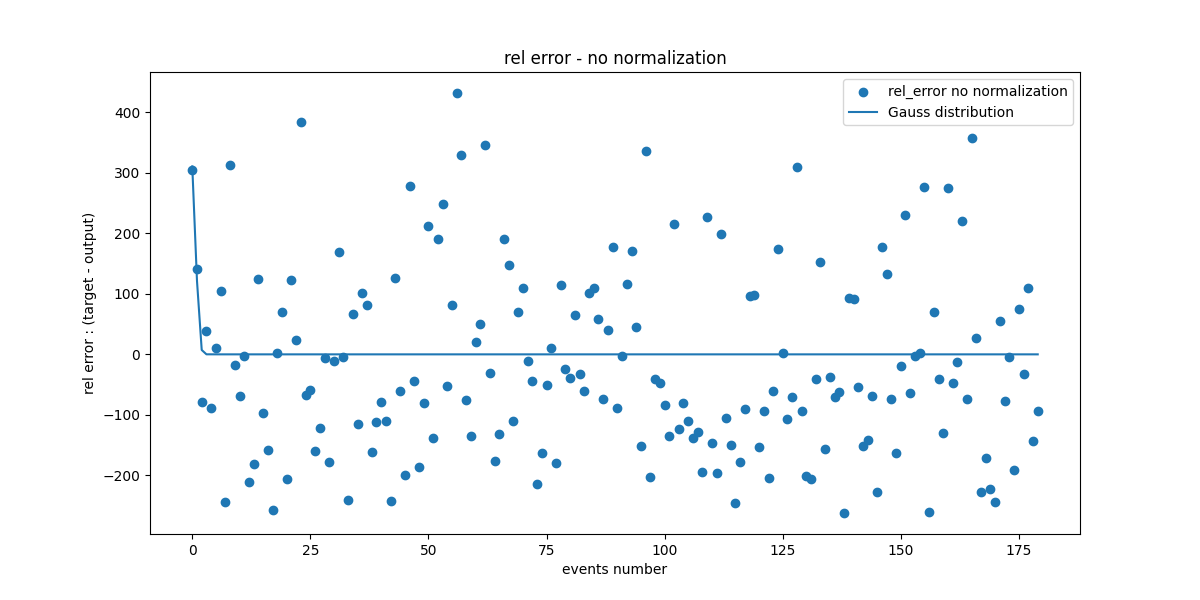 rel error - no normalization
rel_error no normalization
Gauss distribution
rel error : (target - output)
400
300
200
100
0
−100
−200
0 25 50 75 100 125 150 175
events number